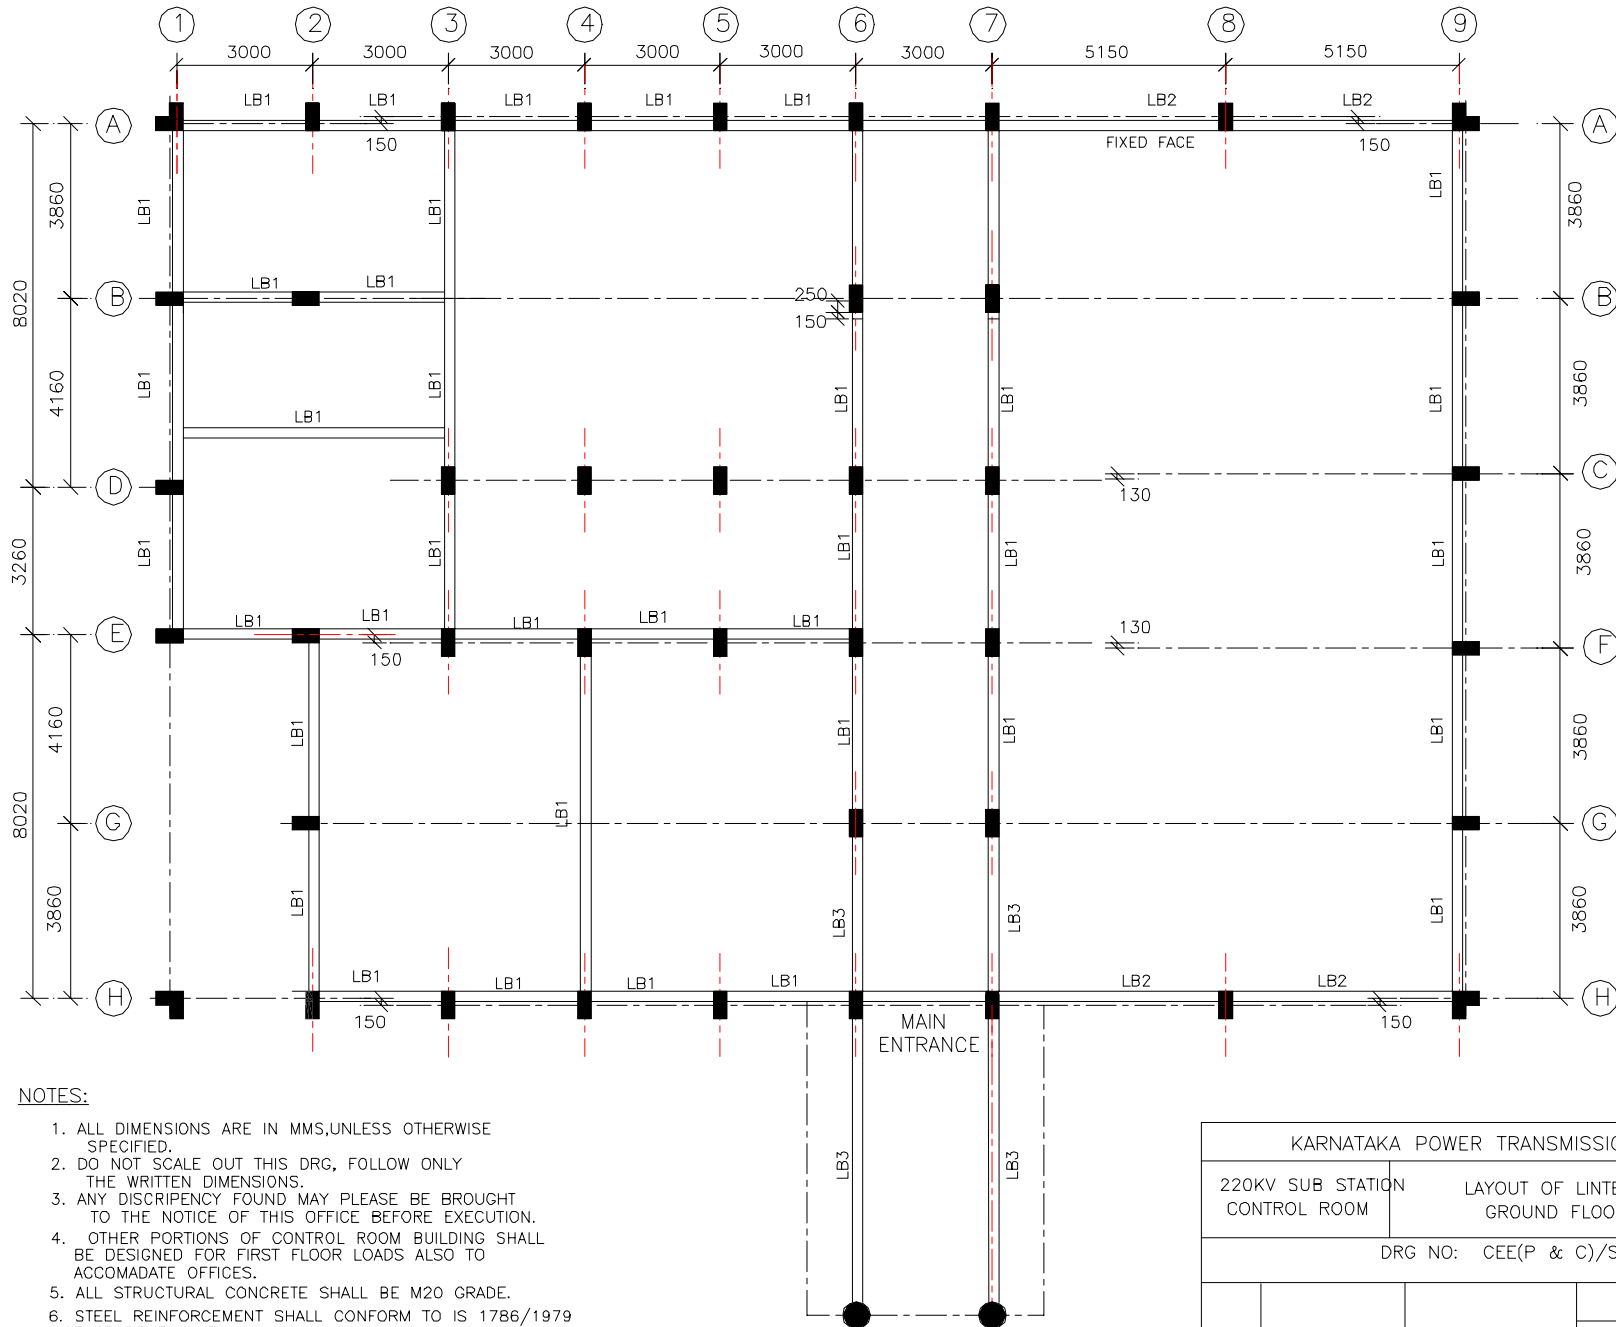 1 2 3 4 5 6 7 8 9
3000 3000 3000 3000 3000 3000 5150 5150
LB1 LB1 LB1 LB1 LB1 LB2 LB2
A A
150 FIXED FACE 150
3860 LB1 LB1 LB1 3860
LB1 LB1
B 250 B
8020 150
4160 LB1 LB1 LB1 LB1 LB1 3860
LB1
D C
130
3260 LB1 LB1 LB1 LB1 LB1 3860
LB1 LB1 LB1 LB1 LB1 130
E F
150
4160 LB1 LB1 LB1 LB1 3860
8020 LB1
G G
3860 LB1 LB3 LB3 LB1 3860
LB1 LB1 LB1 LB1 LB2 LB2
H H
150 150
MAIN
ENTRANCE
LB3 LB3
NOTES:
1. ALL DIMENSIONS ARE IN MMS,UNLESS OTHERWISE
SPECIFIED.
2. DO NOT SCALE OUT THIS DRG, FOLLOW ONLY
THE WRITTEN DIMENSIONS.
3. ANY DISCRIPENCY FOUND MAY PLEASE BE BROUGHT
TO THE NOTICE OF THIS OFFICE BEFORE EXECUTION.
4. OTHER PORTIONS OF CONTROL ROOM BUILDING SHALL
BE DESIGNED FOR FIRST FLOOR LOADS ALSO TO
ACCOMADATE OFFICES.
5. ALL STRUCTURAL CONCRETE SHALL BE M20 GRADE.
6. STEEL REINFORCEMENT SHALL CONFORM TO IS 1786/1979
KARNATAKA POWER TRANSMISSIO
220KV SUB STATION
CONTROL ROOM
LAYOUT OF LINTE
GROUND FLOO
DRG NO: CEE(P & C)/S